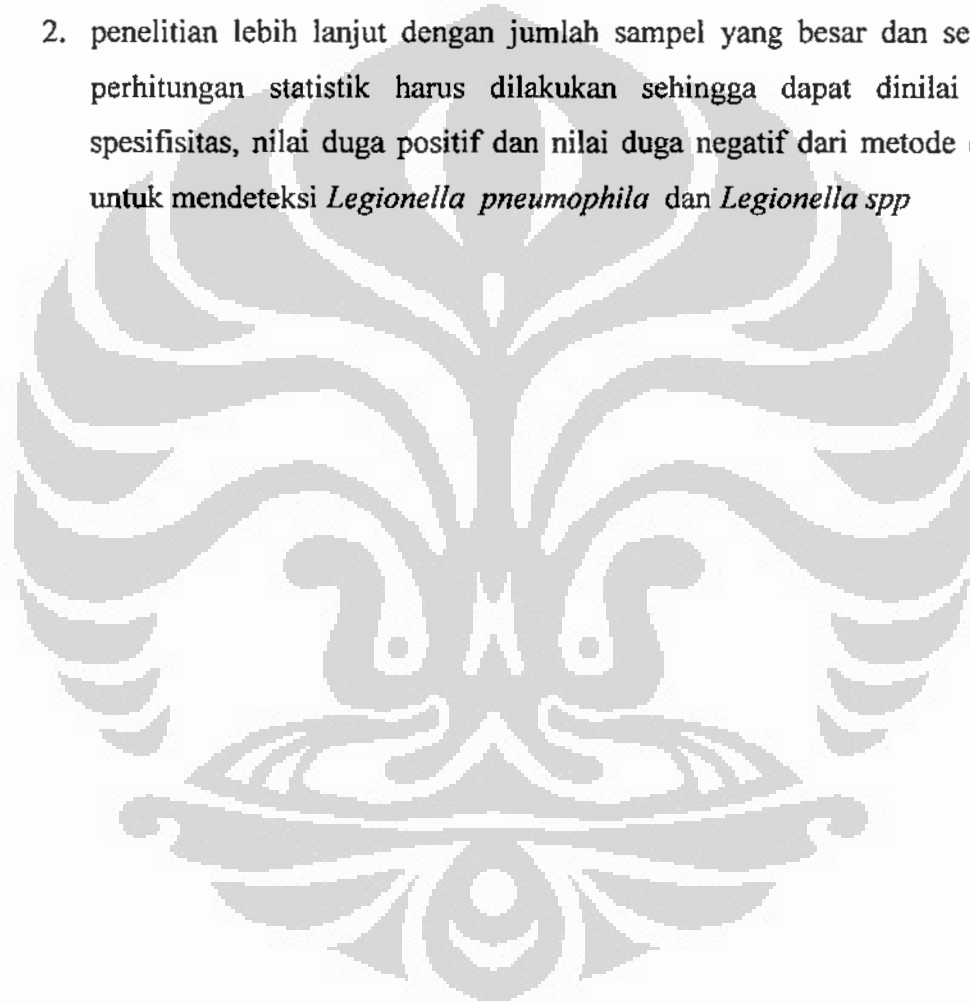 2. penelitian lebih lanjut dengan jumlah sampel yang besar dan
perhitungan statistik harus dilakukan sehingga dapat dinilai
spesifisitas, nilai duga positif dan nilai duga negatif dari metode
untuk mendeteksi Legionella pneumophila dan Legionella spp